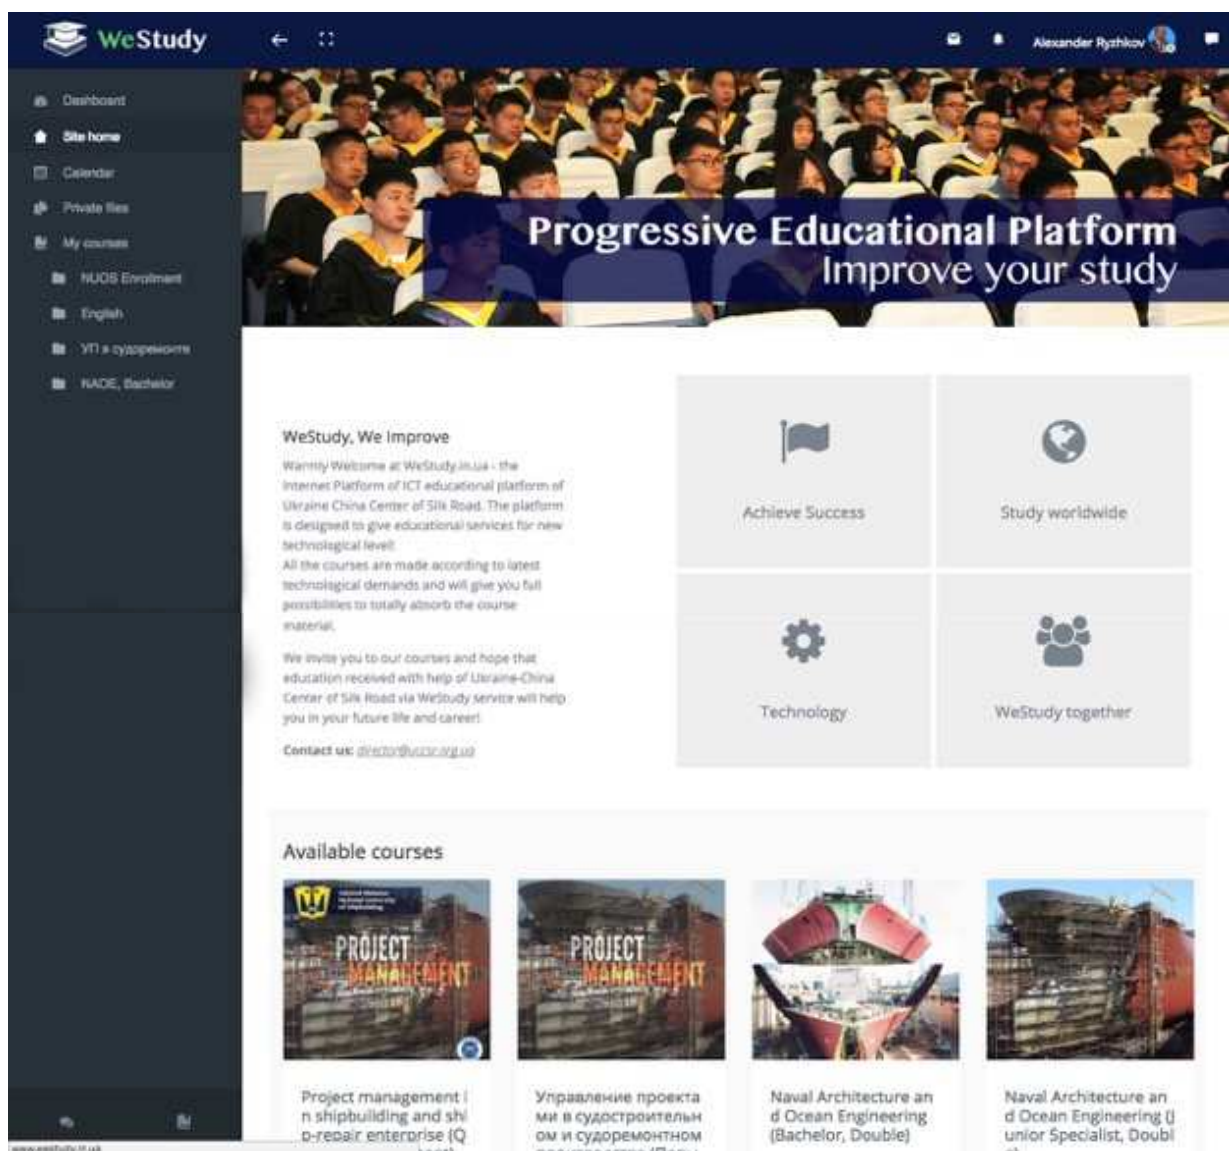 WeStudy
Alexander Ryzhkov
Dashboard
Site home
Calendar
Private files
My courses
NUOS Enrollment
English
УП в судоремонте
NAOE, Bachelor
Progressive Educational Platform
Improve your study
WeStudy, We Improve
Warmly Welcome at WeStudy.in.ua - the
Internet Platform of ICT educational platform of
Ukraine China Center of Silk Road. The platform
is designed to give educational services for new
technological level!
All the courses are made according to latest
technological demands and will give you full
possibilities to totally absorb the course
material.
We invite you to our courses and hope that
education received with help of Ukraine-China
Center of Silk Road via WeStudy service will help
you in your future life and career!
Contact us: director@uccsr.org.ua
Achieve Success
Study worldwide
Technology
WeStudy together
Available courses
PROJECT
MANAGEMENT
PROJECT
MANAGEMENT
Project management i
n shipbuilding and shi
p-repair enterprise (Q
Управление проекта
ми в судостроительн
ом и судоремонтном
Naval Architecture an
d Ocean Engineering
(Bachelor, Double)
Naval Architecture an
d Ocean Engineering (J
unior Specialist, Doubl